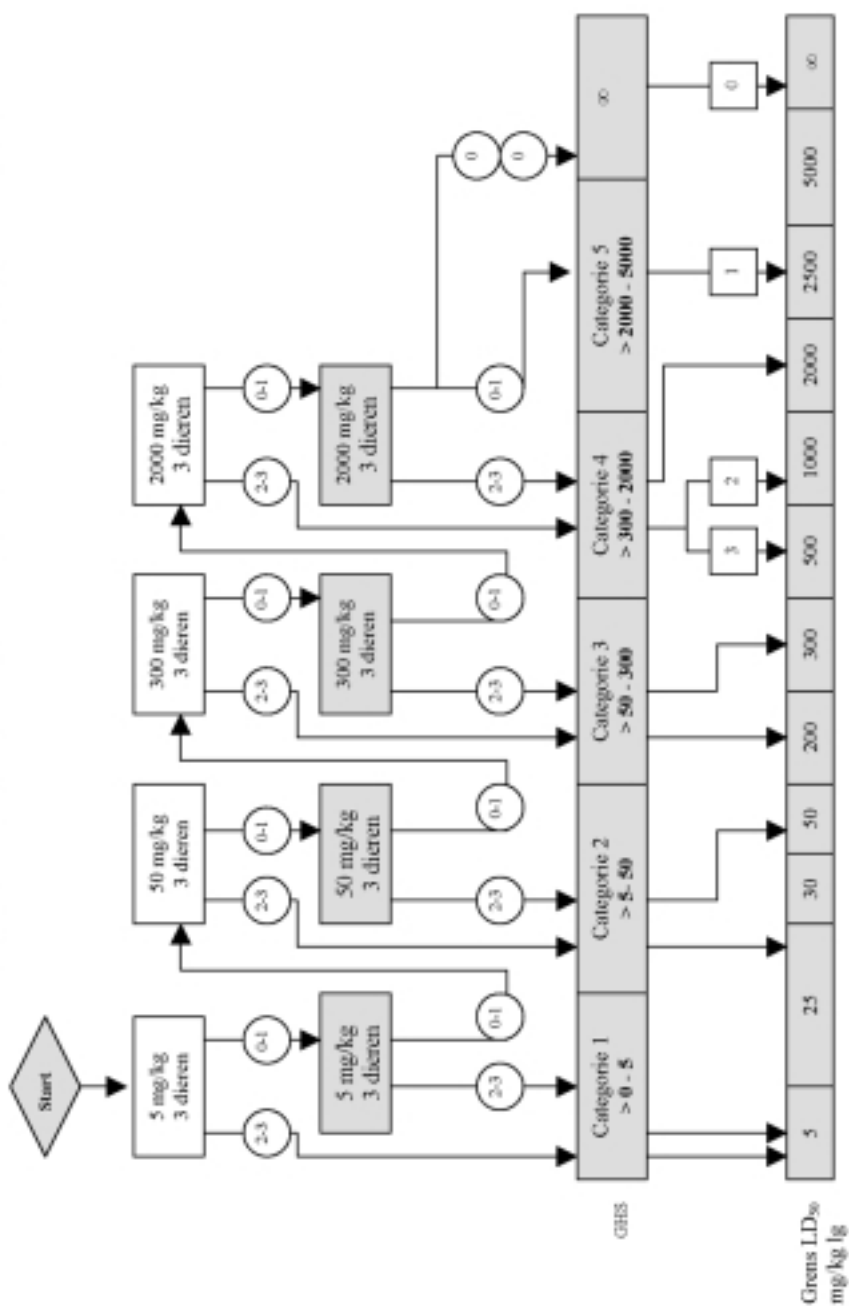 Start
5 mg/kg
3 dieren
50 mg/kg
3 dieren
300 mg/kg
3 dieren
2000 mg/kg
3 dieren
2-3
0-1
2-3
0-1
2-3
0-1
2-3
0-1
5 mg/kg
3 dieren
50 mg/kg
3 dieren
300 mg/kg
3 dieren
2000 mg/kg
3 dieren
0
0
2-3
0-1
2-3
0-1
2-3
0-1
2-3
0-1
GHS
Categorie 1
> 0 - 5
Categorie 2
> 5- 50
Categorie 3
> 50 - 300
Categorie 4
> 300 - 2000
Categorie 5
> 2000 - 5000
∞
3
2
1
0
Grens LD₅₀
mg/kg lg
5
25
30
50
200
300
500
1000
2000
2500
5000
∞